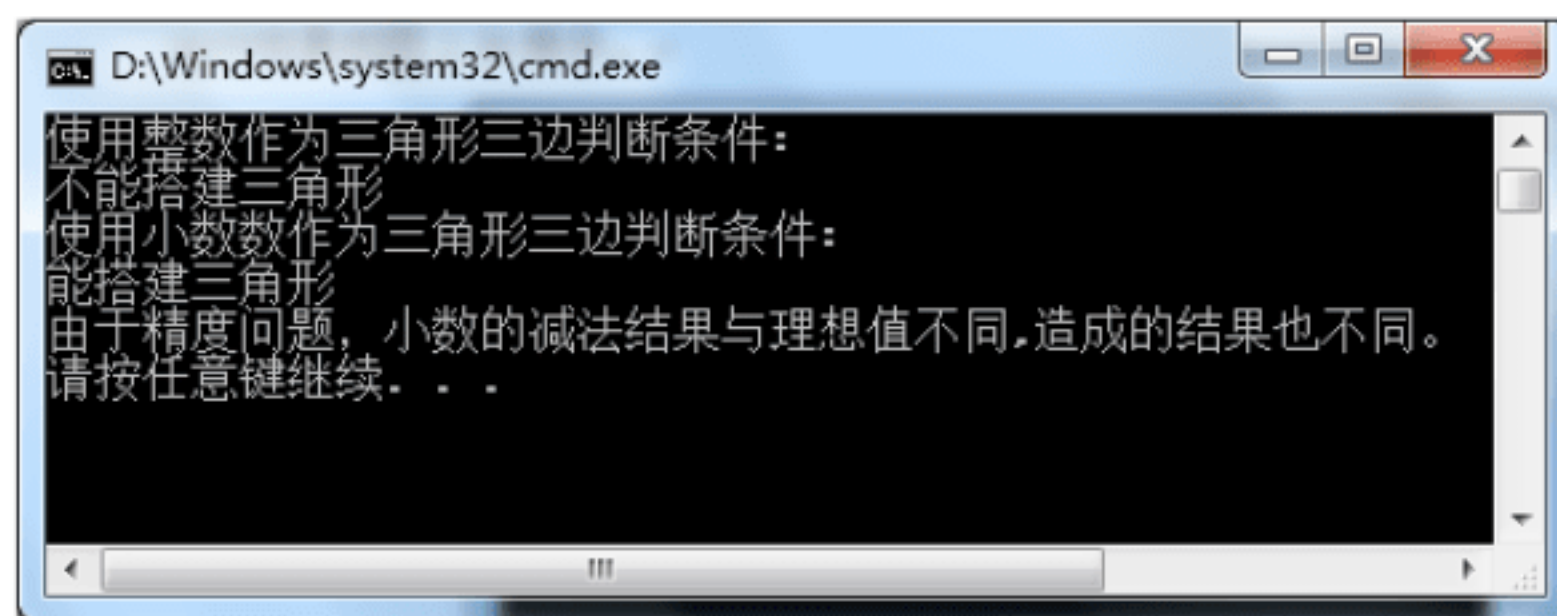 D:\Windows\system32\cmd.exe
使用整数作为三角形三边判断条件：
不能搭建三角形
使用小数数作为三角形三边判断条件：
能搭建三角形
由于精度问题，小数的减法结果与理想值不同,造成的结果也不同。
请按任意键继续. . .